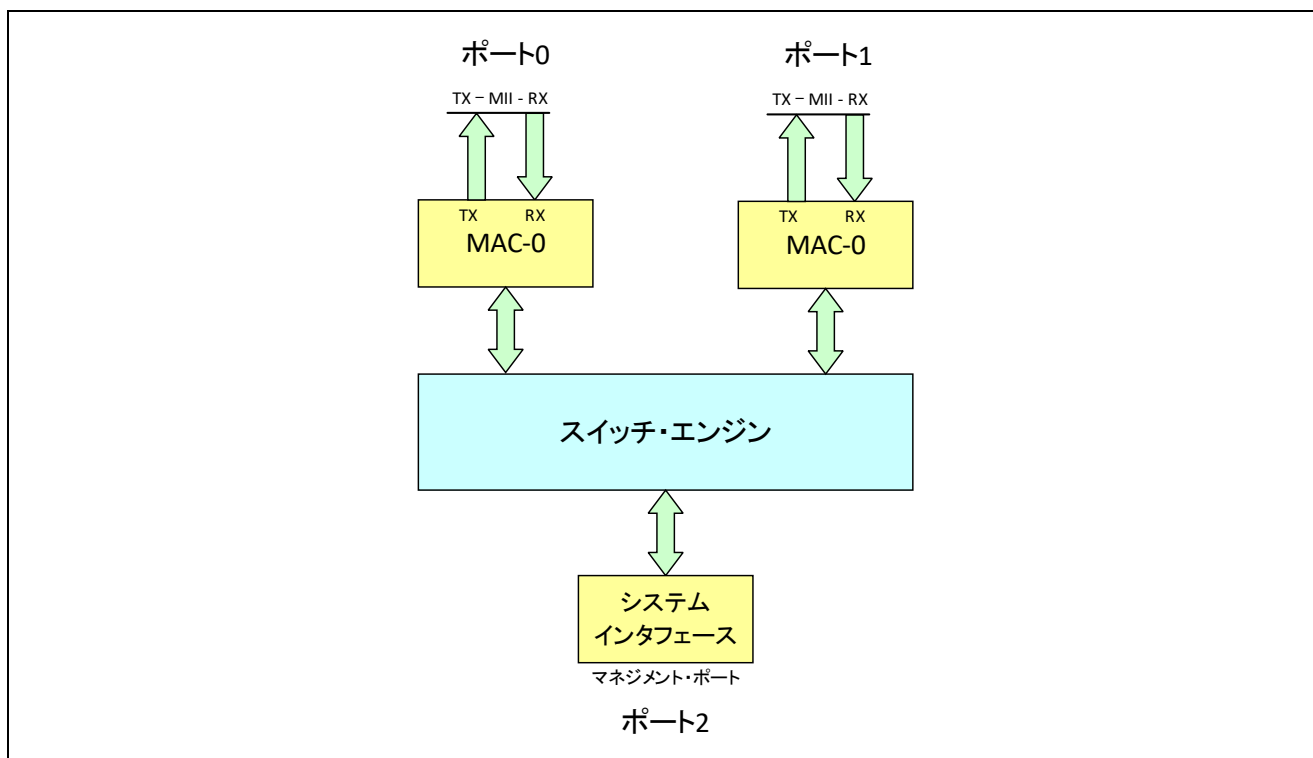 ポート0
ポート1
TX – MII - RX
TX – MII - RX
TX RX
MAC-0
TX RX
MAC-0
スイッチ・エンジン
システム
インタフェース
マネジメント・ポート
ポート2